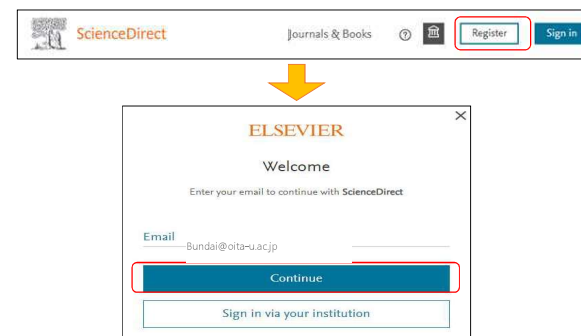 ScienceDirect Journals & Books ? Register Sign in
ELSEVIER
Welcome
Enter your email to continue with ScienceDirect
Email
Bundai@oita-u.ac.jp
Continue
Sign in via your institution